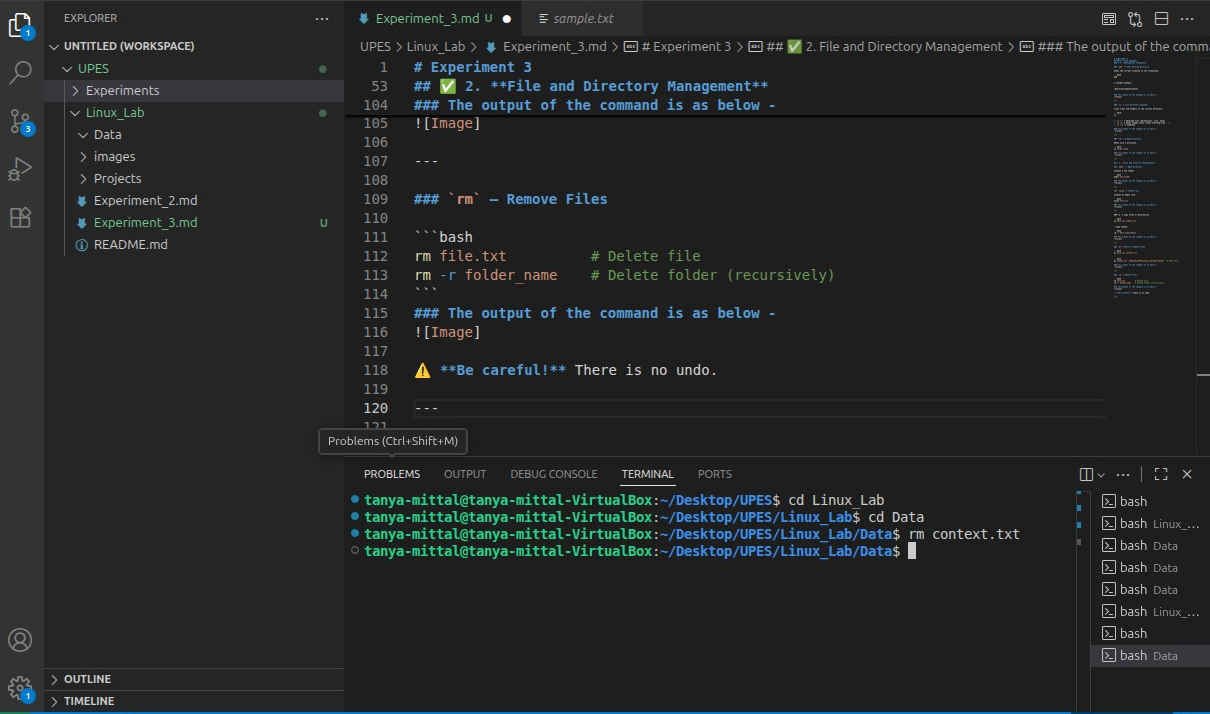 EXPLORER
UNTITLED (WORKSPACE)
UPES
Experiments
Linux_Lab
Data
images
Projects
Experiment_2.md
Experiment_3.md U
README.md
OUTLINE
TIMELINE
1
3
1
Experiment_3.md U
sample.txt
UPES > Linux_Lab > Experiment_3.md > # Experiment 3 > ## ✅ 2. File and Directory Management > ### The output of the comma
1 # Experiment 3
53 ## ✅ 2. **File and Directory Management**
104 ### The output of the command is as below -
105 ![Image]
106
107 ---
108
109 ### `rm` – Remove Files
110
111 ```bash
112 rm file.txt # Delete file
113 rm -r folder_name # Delete folder (recursively)
114 ```
115 ### The output of the command is as below -
116 ![Image]
117
118 ⚠️ **Be careful!** There is no undo.
119
120 ---
121
Problems (Ctrl+Shift+M)
PROBLEMS OUTPUT DEBUG CONSOLE TERMINAL PORTS
tanya-mittal@tanya-mittal-VirtualBox:~/Desktop/UPES$ cd Linux_Lab
tanya-mittal@tanya-mittal-VirtualBox:~/Desktop/UPES/Linux_Lab$ cd Data
tanya-mittal@tanya-mittal-VirtualBox:~/Desktop/UPES/Linux_Lab/Data$ rm context.txt
tanya-mittal@tanya-mittal-VirtualBox:~/Desktop/UPES/Linux_Lab/Data$
bash
bash Linux_...
bash Data
bash Data
bash Data
bash Linux_...
bash
bash Data